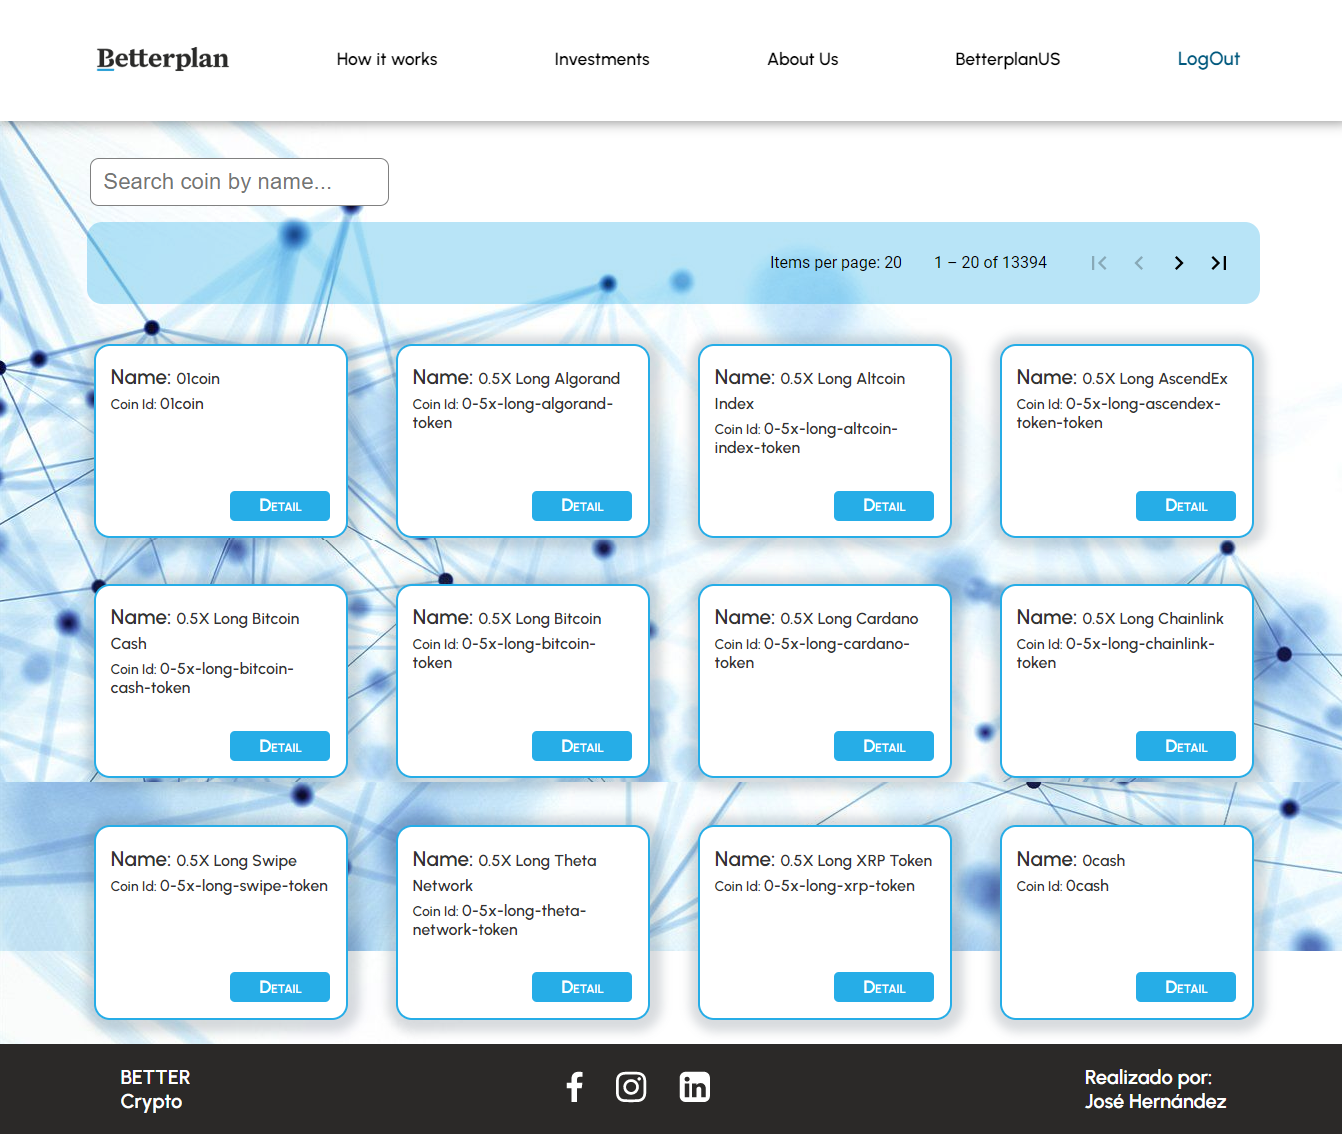 Betterplan
How it works
Investments
About Us
BetterplanUS
LogOut
Search coin by name...
Items per page: 20
1 – 20 of 13394
Name: 01coin
Coin Id: 01coin
Detail
Name: 0.5X Long Algorand
Coin Id: 0-5x-long-algorand-
token
Detail
Name: 0.5X Long Altcoin
Index
Coin Id: 0-5x-long-altcoin-
index-token
Detail
Name: 0.5X Long AscendEx
Coin Id: 0-5x-long-ascendex-
token-token
Detail
Name: 0.5X Long Bitcoin
Cash
Coin Id: 0-5x-long-bitcoin-
cash-token
Detail
Name: 0.5X Long Bitcoin
Coin Id: 0-5x-long-bitcoin-
token
Detail
Name: 0.5X Long Cardano
Coin Id: 0-5x-long-cardano-
token
Detail
Name: 0.5X Long Chainlink
Coin Id: 0-5x-long-chainlink-
token
Detail
Name: 0.5X Long Swipe
Coin Id: 0-5x-long-swipe-token
Detail
Name: 0.5X Long Theta
Network
Coin Id: 0-5x-long-theta-
network-token
Detail
Name: 0.5X Long XRP Token
Coin Id: 0-5x-long-xrp-token
Detail
Name: 0cash
Coin Id: 0cash
Detail
BETTER
Crypto
Realizado por:
José Hernández